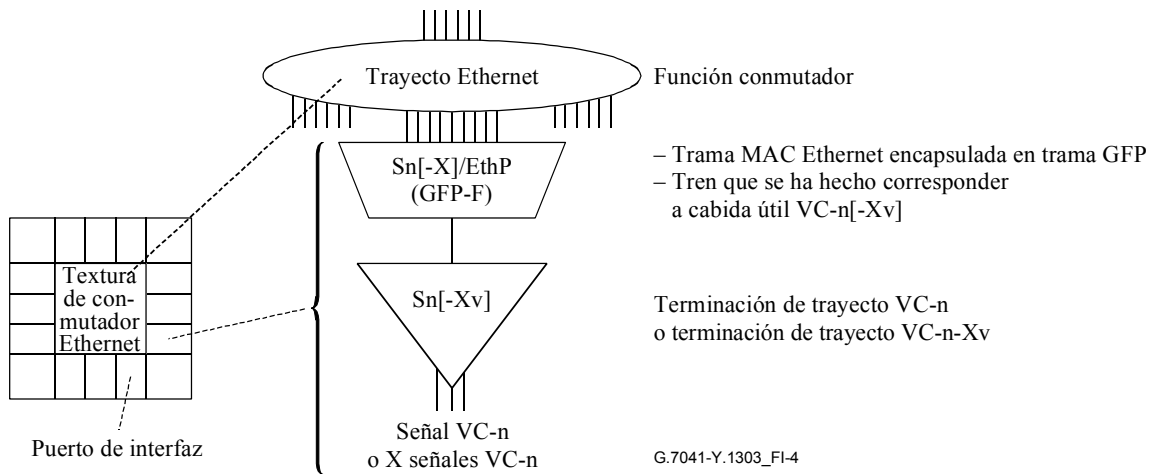 Trayecto Ethernet
Función conmutador
Sn[-X]/EthP
(GFP-F)
– Trama MAC Ethernet encapsulada en trama GFP
– Tren que se ha hecho corresponder
a cabida útil VC-n[-Xv]
Textura
de con-
mutador
Ethernet
Sn[-Xv]
Terminación de trayecto VC-n
o terminación de trayecto VC-n-Xv
Puerto de interfaz
Señal VC-n
o X señales VC-n
G.7041-Y.1303_FI-4